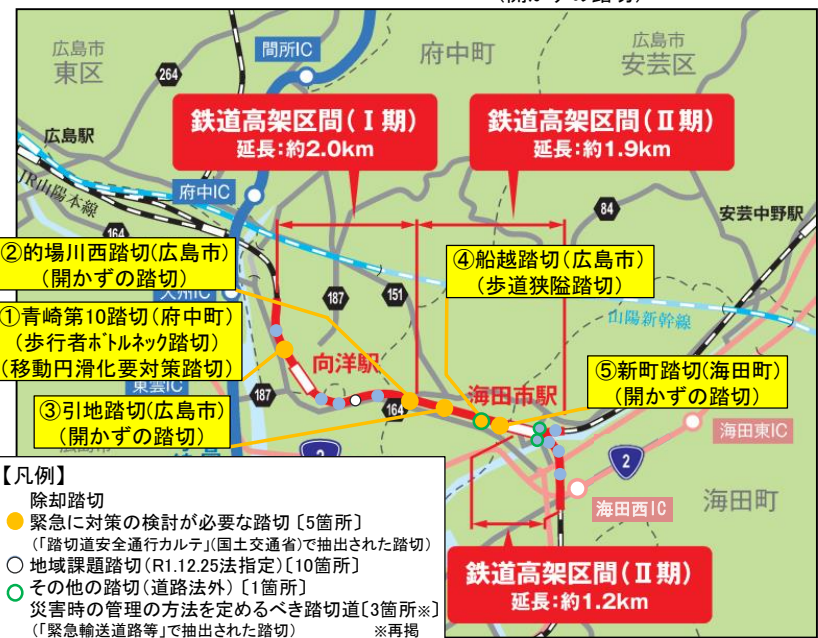 (開かずの踏切)
広島市
東区
264
間所IC
府中町
広島市
安芸区
鉄道高架区間(Ⅰ期)
延長:約2.0km
鉄道高架区間(Ⅱ期)
延長:約1.9km
広島駅
JR山陽本線
府中IC
164
84
安芸中野駅
②的場川西踏切(広島市)
(開かずの踏切)
④船越踏切(広島市)
(歩道狭隘踏切)
大州IC
187
151
山陽新幹線
①青崎第10踏切(府中町)
(歩行者ボトルネック踏切)
(移動円滑化要対策踏切)
向洋駅
東雲IC
187
海田市駅
⑤新町踏切(海田町)
(開かずの踏切)
③引地踏切(広島市)
(開かずの踏切)
164
海田東IC
2
2
海田西IC
海田町
鉄道高架区間(Ⅱ期)
延長:約1.2km
【凡例】
除却踏切
緊急に対策の検討が必要な踏切〔5箇所〕
(「踏切道安全通行カルテ」(国土交通省)で抽出された踏切)
地域課題踏切(R1.12.25法指定)〔10箇所〕
その他の踏切(道路法外)〔1箇所〕
災害時の管理の方法を定めるべき踏切道〔3箇所※〕
(「緊急輸送道路等」で抽出された踏切) ※再掲